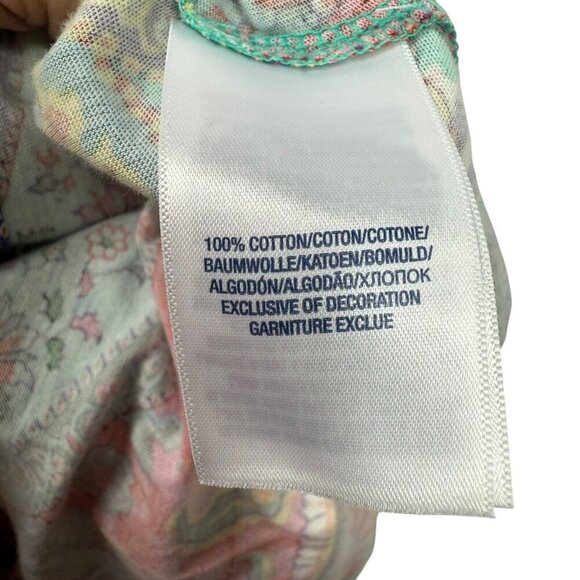 100% COTTON/COTON/COTONE/
BAUMWOLLE/KATOEN/BOMULD/
ALGODÓN/ALGODÃO/ХЛОПОК
EXCLUSIVE OF DECORATION
GARNITURE EXCLUE